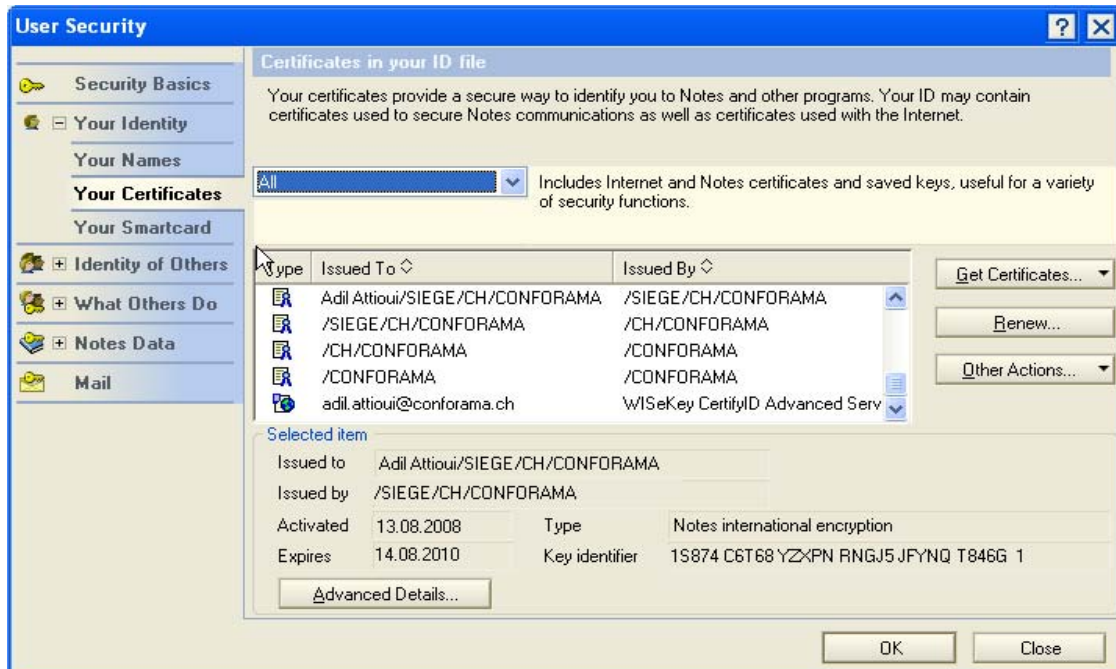 User Security
Certificates in your ID file
Security Basics
Your Identity
Your Names
Your Certificates
Your Smartcard
Identity of Others
What Others Do
Notes Data
Mail
Your certificates provide a secure way to identify you to Notes and other programs. Your ID may contain
certificates used to secure Notes communications as well as certificates used with the Internet.
All
Includes Internet and Notes certificates and saved keys, useful for a variety
of security functions.
Type Issued To Issued By
Adil Attioui/SIEGE/CH/CONFORAMA /SIEGE/CH/CONFORAMA
/SIEGE/CH/CONFORAMA /CH/CONFORAMA
/CH/CONFORAMA /CONFORAMA
/CONFORAMA /CONFORAMA
adil.attioui@conforama.ch WISeKey CertifyID Advanced Serv
Get Certificates...
Renew...
Other Actions...
Selected item
Issued to Adil Attioui/SIEGE/CH/CONFORAMA
Issued by /SIEGE/CH/CONFORAMA
Activated 13.08.2008 Type Notes international encryption
Expires 14.08.2010 Key identifier 1S874 C6T68 YZXPN RNGJ5 JFYNQ T846G 1
Advanced Details...
OK Close